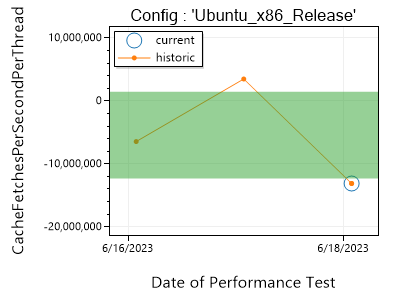 Config : 'Ubuntu_x86_Release'
CacheFetchesPerSecondPerThread
10,000,000
0
-10,000,000
-20,000,000
current
historic
6/16/2023
6/18/2023
Date of Performance Test